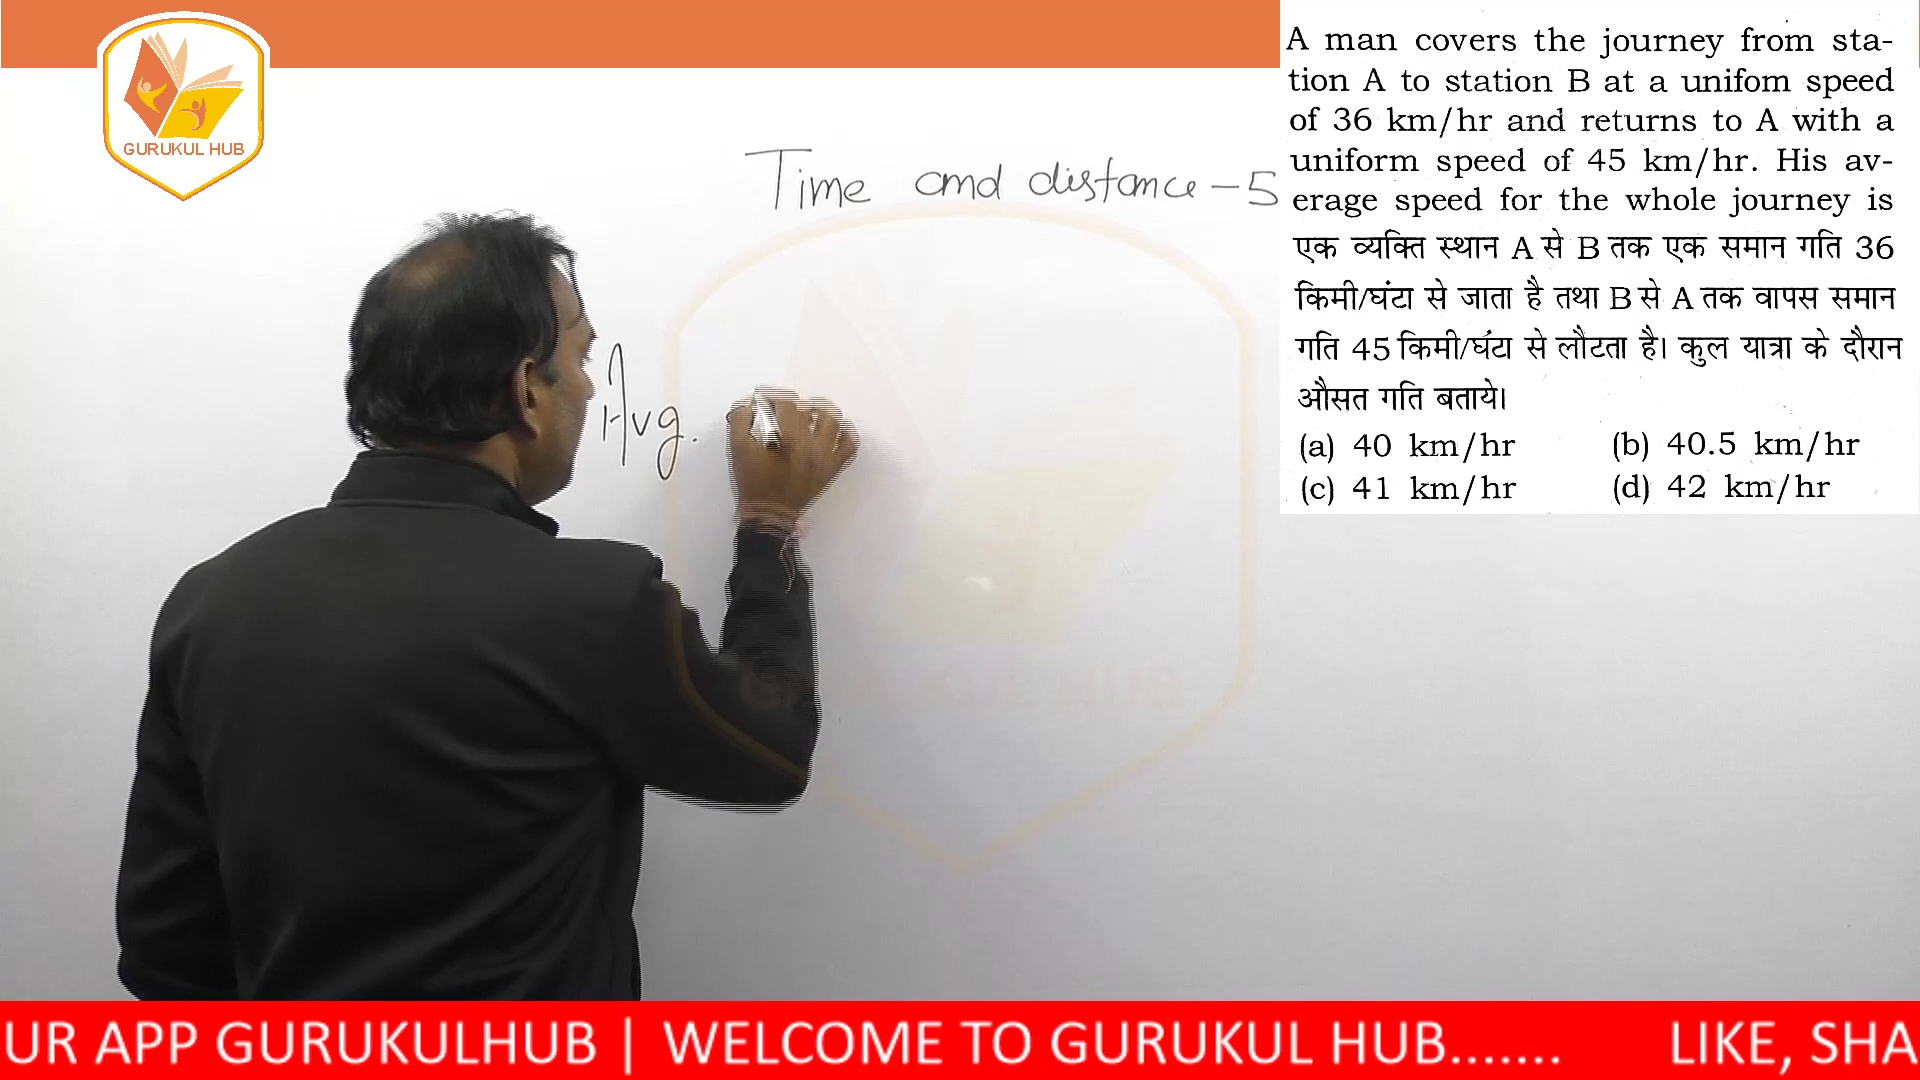 GURUKUL HUB
Time and distance - 5
Avg.
A man covers the journey from sta-
tion A to station B at a unifom speed
of 36 km/hr and returns to A with a
uniform speed of 45 km/hr. His av-
erage speed for the whole journey is
एक व्यक्ति स्थान A से B तक एक समान गति 36
किमी/घंटा से जाता है तथा B से A तक वापस समान
गति 45 किमी/घंटा से लौटता है। कुल यात्रा के दौरान
औसत गति बताये।
(a) 40 km/hr (b) 40.5 km/hr
(c) 41 km/hr (d) 42 km/hr
UR APP GURUKULHUB | WELCOME TO GURUKUL HUB....... LIKE, SHA